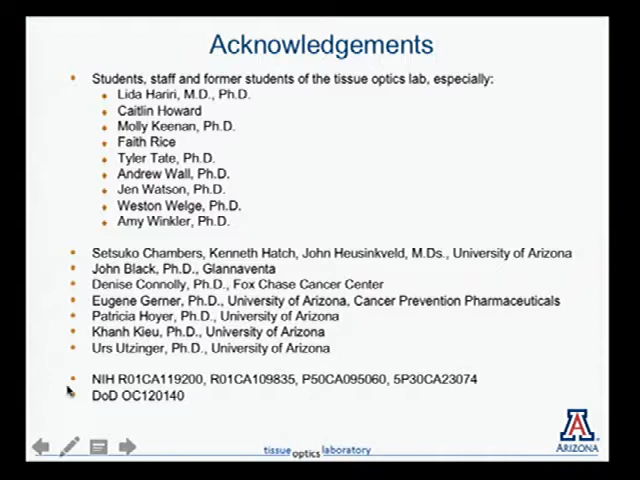 Acknowledgements
Students, staff and former students of the tissue optics lab, especially:
Lida Hariri, M.D., Ph.D.
Caitlin Howard
Molly Keenan, Ph.D.
Faith Rice
Tyler Tate, Ph.D.
Andrew Wall, Ph.D.
Jen Watson, Ph.D.
Weston Welge, Ph.D.
Amy Winkler, Ph.D.
Setsuko Chambers, Kenneth Hatch, John Heusinkveld, M.Ds., University of Arizona
John Black, Ph.D., Glannaventa
Denise Connolly, Ph.D., Fox Chase Cancer Center
Eugene Gerner, Ph.D., University of Arizona, Cancer Prevention Pharmaceuticals
Patricia Hoyer, Ph.D., University of Arizona
Khanh Kieu, Ph.D., University of Arizona
Urs Utzinger, Ph.D., University of Arizona
NIH R01CA119200, R01CA109835, P50CA095060, 5P30CA23074
DoD OC120140
tissue optics laboratory
A
ARIZONA